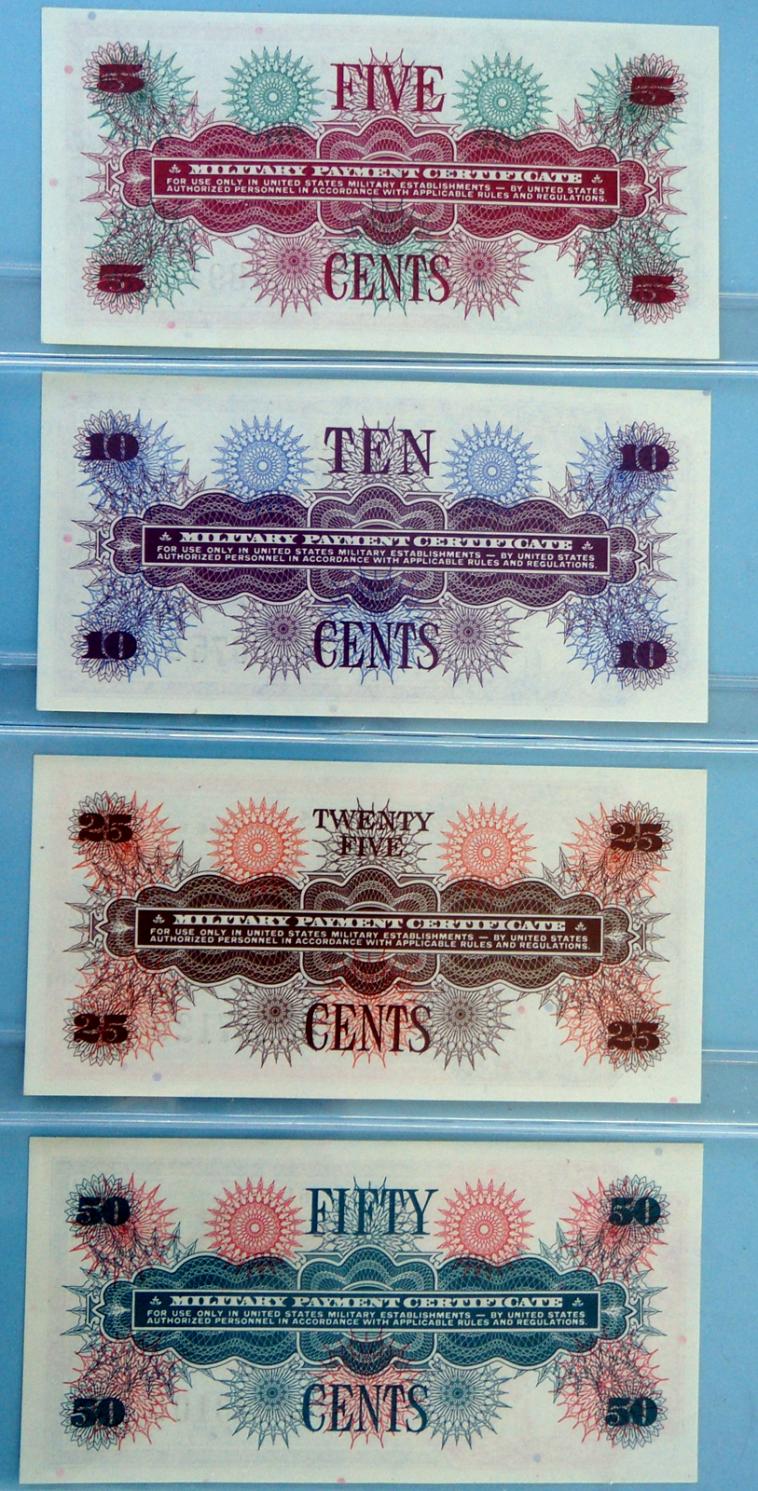 5 FIVE 5
MILITARY PAYMENT CERTIFICATE
FOR USE ONLY IN UNITED STATES MILITARY ESTABLISHMENTS — BY UNITED STATES
AUTHORIZED PERSONNEL IN ACCORDANCE WITH APPLICABLE RULES AND REGULATIONS.
5 CENTS 5
10 TEN 10
MILITARY PAYMENT CERTIFICATE
FOR USE ONLY IN UNITED STATES MILITARY ESTABLISHMENTS — BY UNITED STATES
AUTHORIZED PERSONNEL IN ACCORDANCE WITH APPLICABLE RULES AND REGULATIONS.
10 CENTS 10
25 TWENTY 25
FIVE
MILITARY PAYMENT CERTIFICATE
FOR USE ONLY IN UNITED STATES MILITARY ESTABLISHMENTS — BY UNITED STATES
AUTHORIZED PERSONNEL IN ACCORDANCE WITH APPLICABLE RULES AND REGULATIONS.
25 CENTS 25
50 FIFTY 50
MILITARY PAYMENT CERTIFICATE
FOR USE ONLY IN UNITED STATES MILITARY ESTABLISHMENTS — BY UNITED STATES
AUTHORIZED PERSONNEL IN ACCORDANCE WITH APPLICABLE RULES AND REGULATIONS.
50 CENTS 50